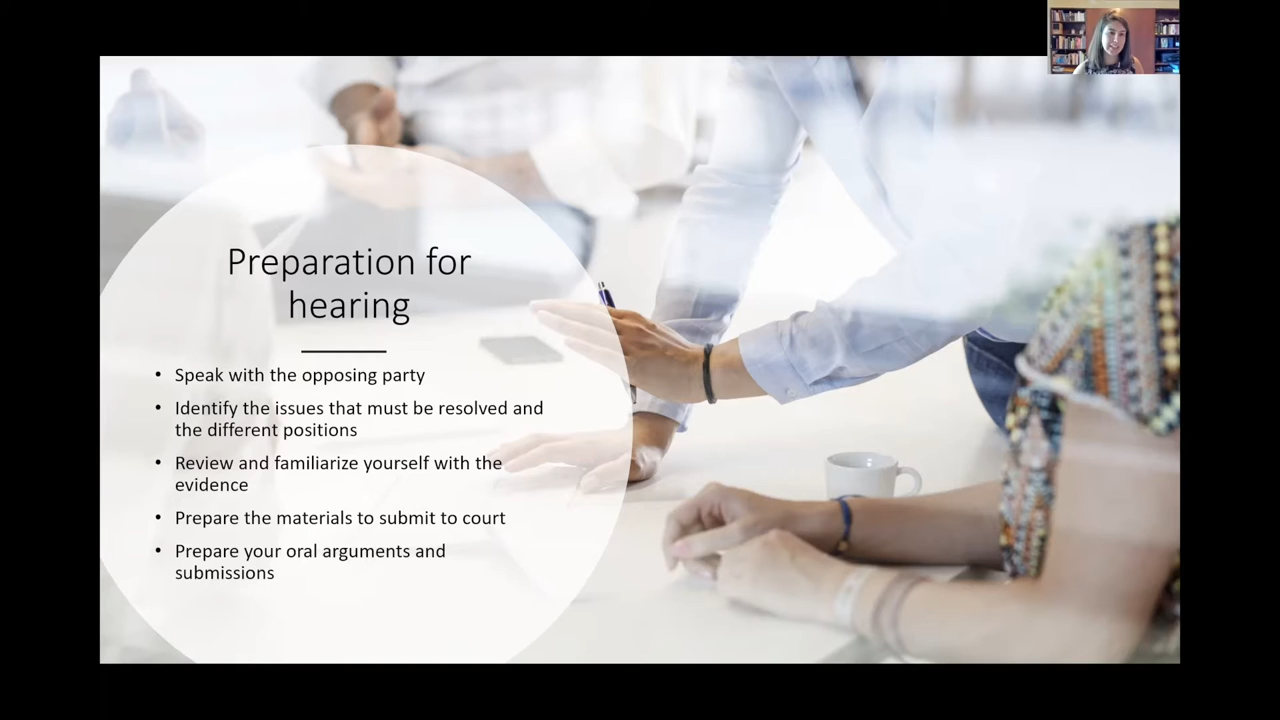 Preparation for
hearing
• Speak with the opposing party
• Identify the issues that must be resolved and
the different positions
• Review and familiarize yourself with the
evidence
• Prepare the materials to submit to court
• Prepare your oral arguments and
submissions